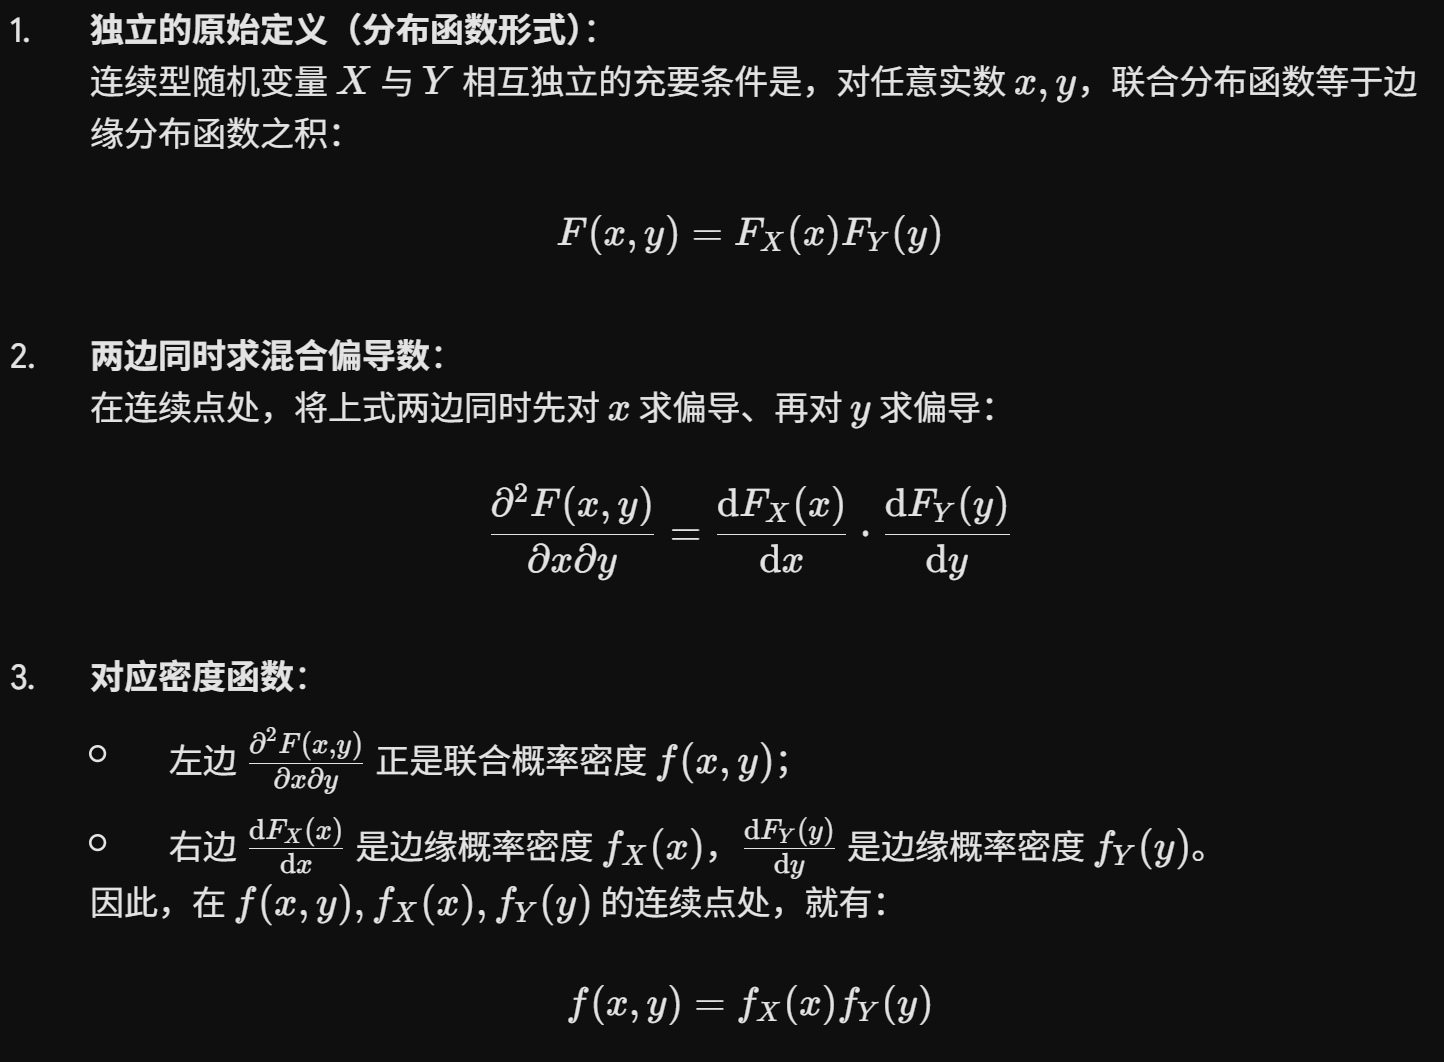 1. 独立的原始定义（分布函数形式）：
连续型随机变量 X 与 Y 相互独立的充要条件是，对任意实数 x, y，联合分布函数等于边
缘分布函数之积：
F(x, y) = F_X(x)F_Y(y)
2. 两边同时求混合偏导数：
在连续点处，将上式两边同时先对 x 求偏导、再对 y 求偏导：
∂²F(x, y)/∂x∂y = dF_X(x)/dx · dF_Y(y)/dy
3. 对应密度函数：
○ 左边 ∂²F(x,y)/∂x∂y 正是联合概率密度 f(x, y)；
○ 右边 dF_X(x)/dx 是边缘概率密度 f_X(x)，dF_Y(y)/dy 是边缘概率密度 f_Y(y)。
因此，在 f(x, y), f_X(x), f_Y(y) 的连续点处，就有：
f(x, y) = f_X(x)f_Y(y)